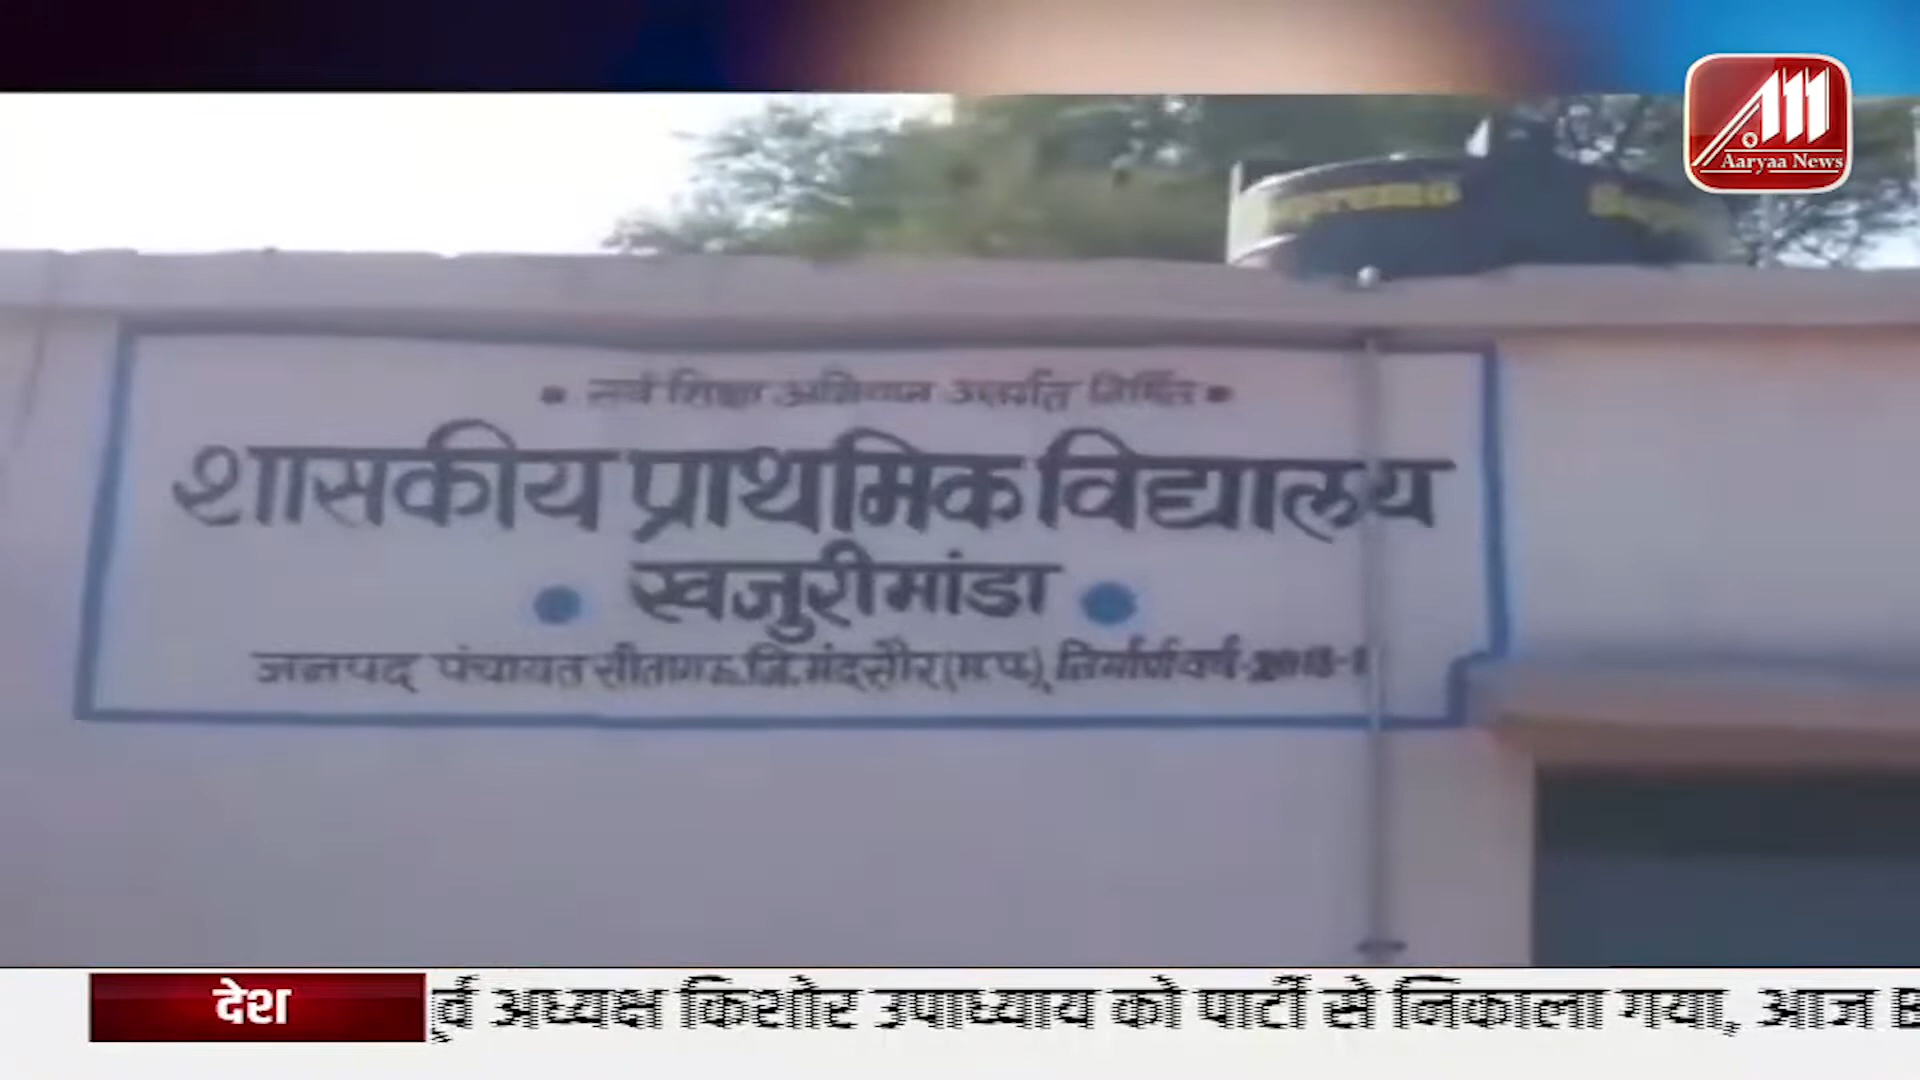 Aaryaa News
सर्व शिक्षा अभियान अन्तर्गत निर्मित
शासकीय प्राथमिक विद्यालय
खजुरीमांडा
जनपद पंचायत सीतामऊ जि. मंदसौर (म.प्र.) निर्माण वर्ष
देश
अध्यक्ष किशोर उपाध्याय को पार्टी से निकाला गया, आज